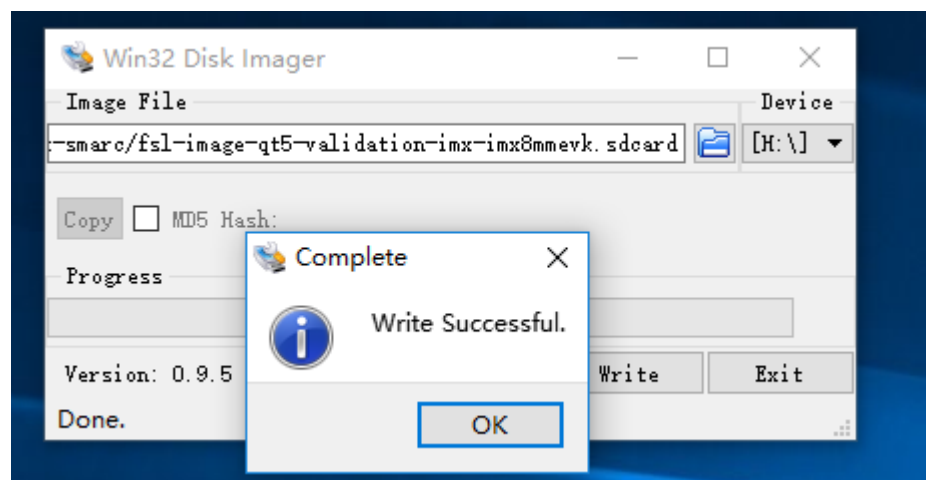 Win32 Disk Imager
Image File
Device
-smarc/fsl-image-qt5-validation-imx-imx8mmevk.sdcard
[H:\]
Copy
MD5 Hash:
Complete
Progress
Write Successful.
Version: 0.9.5
Write
Exit
Done.
OK